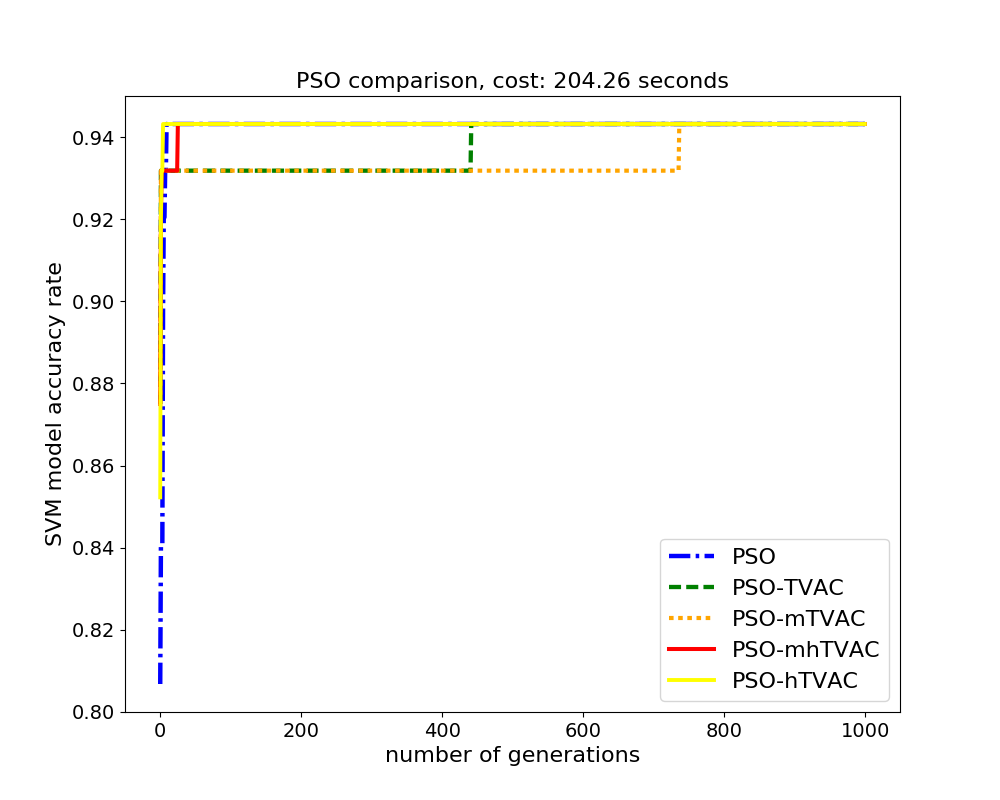 PSO comparison, cost: 204.26 seconds
SVM model accuracy rate
0.94
0.92
0.90
0.88
0.86
0.84
0.82
0.80
0
200
400
600
800
1000
number of generations
PSO
PSO-TVAC
PSO-mTVAC
PSO-mhTVAC
PSO-hTVAC